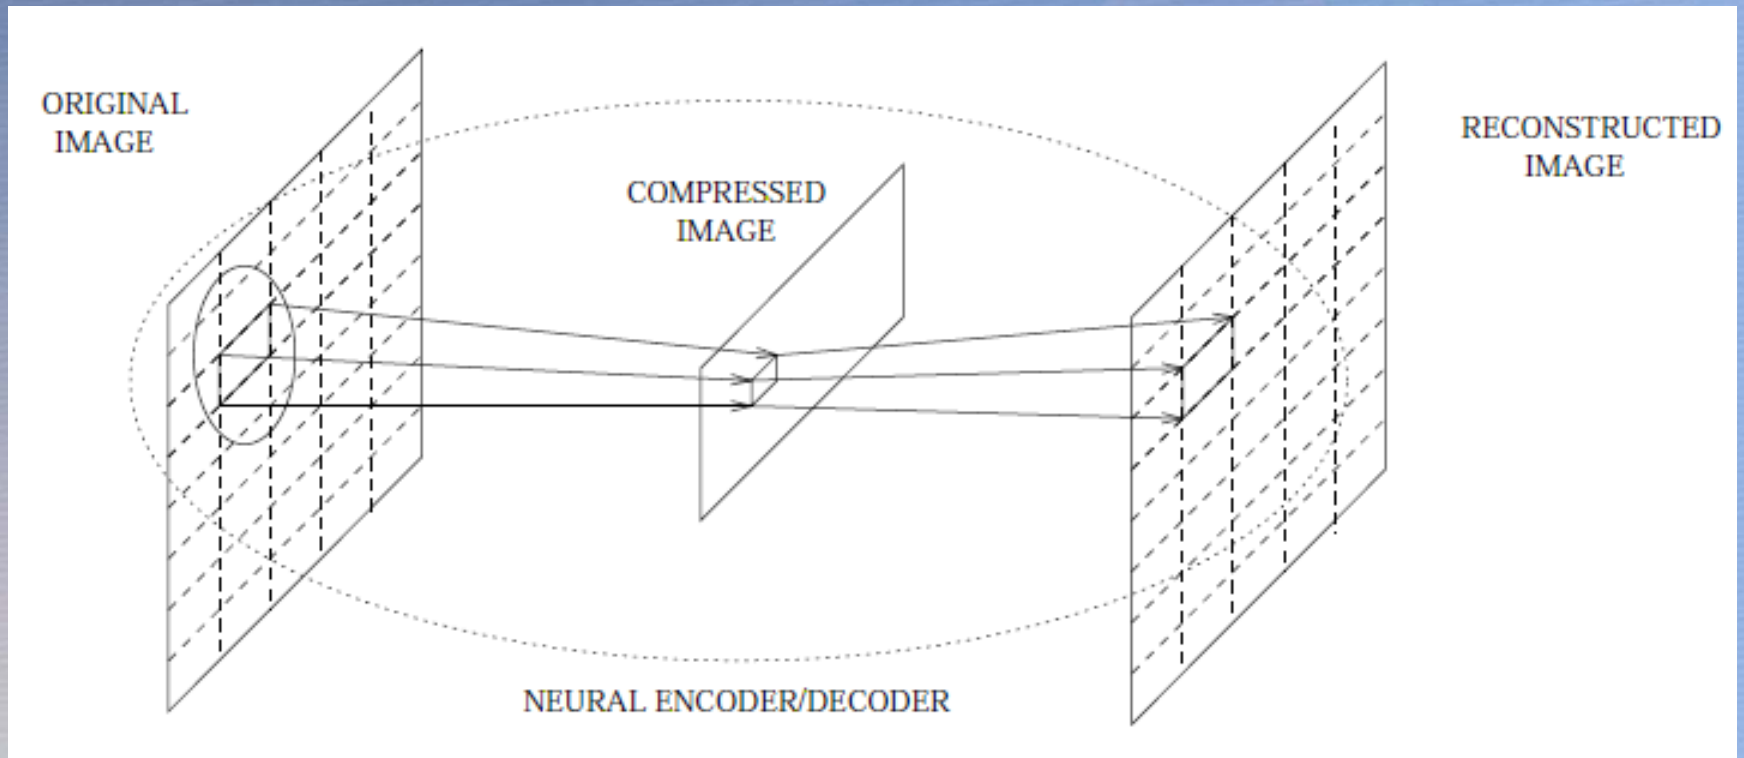 ORIGINAL
IMAGE
COMPRESSED
IMAGE
RECONSTRUCTED
IMAGE
NEURAL ENCODER/DECODER